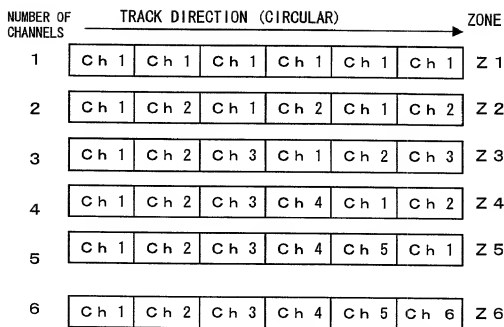 NUMBER OF CHANNELS TRACK DIRECTION (CIRCULAR) ZONE
1 Ch 1 Ch 1 Ch 1 Ch 1 Ch 1 Ch 1 Z 1
2 Ch 1 Ch 2 Ch 1 Ch 2 Ch 1 Ch 2 Z 2
3 Ch 1 Ch 2 Ch 3 Ch 1 Ch 2 Ch 3 Z 3
4 Ch 1 Ch 2 Ch 3 Ch 4 Ch 1 Ch 2 Z 4
5 Ch 1 Ch 2 Ch 3 Ch 4 Ch 5 Ch 1 Z 5
6 Ch 1 Ch 2 Ch 3 Ch 4 Ch 5 Ch 6 Z 6